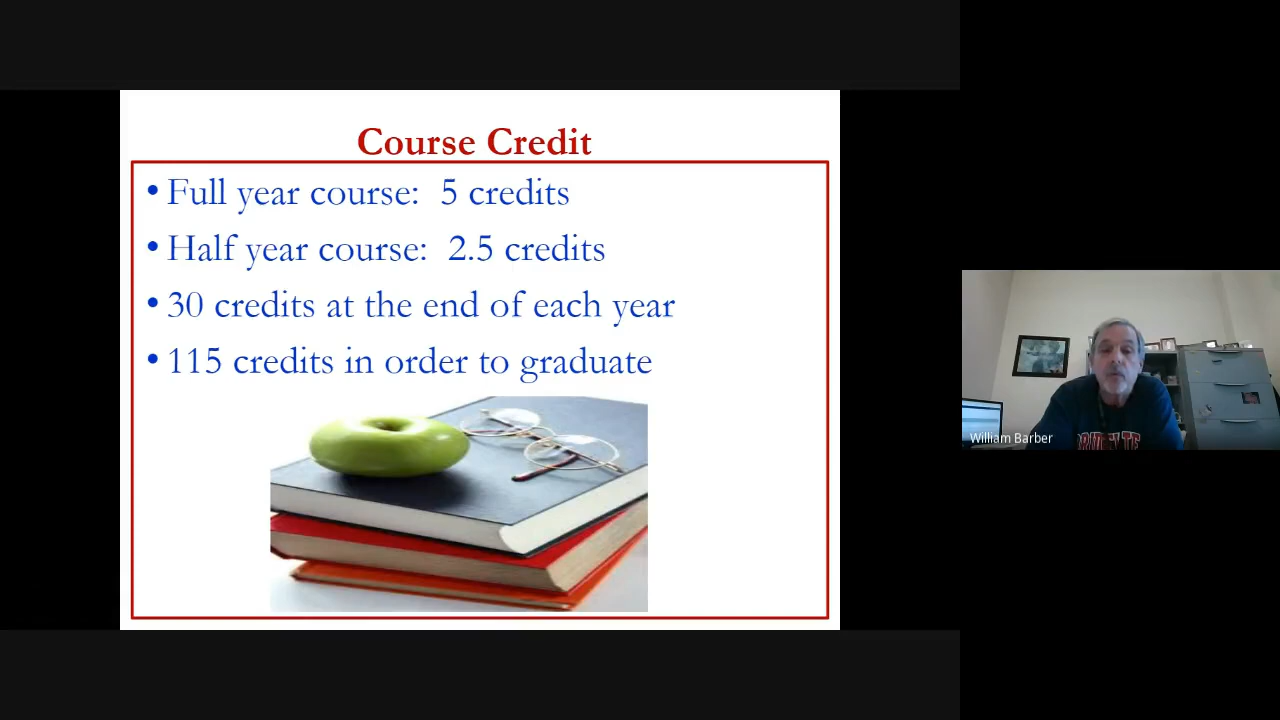 Course Credit
• Full year course: 5 credits
• Half year course: 2.5 credits
• 30 credits at the end of each year
• 115 credits in order to graduate
William Barber